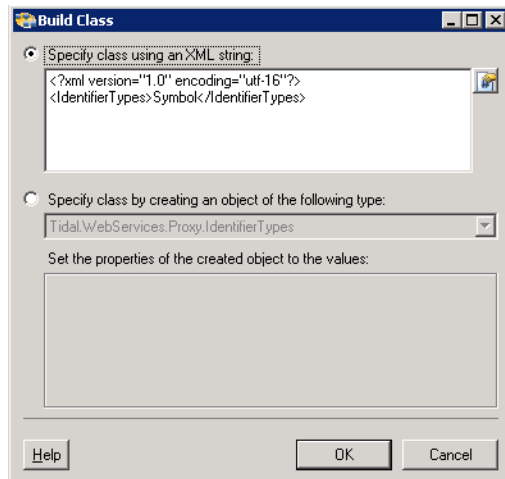 Build Class
Specify class using an XML string:
<?xml version="1.0" encoding="utf-16"?>
<IdentifierTypes>Symbol</IdentifierTypes>
Specify class by creating an object of the following type:
Tidal.WebServices.Proxy.IdentifierTypes
Set the properties of the created object to the values:
Help
OK
Cancel